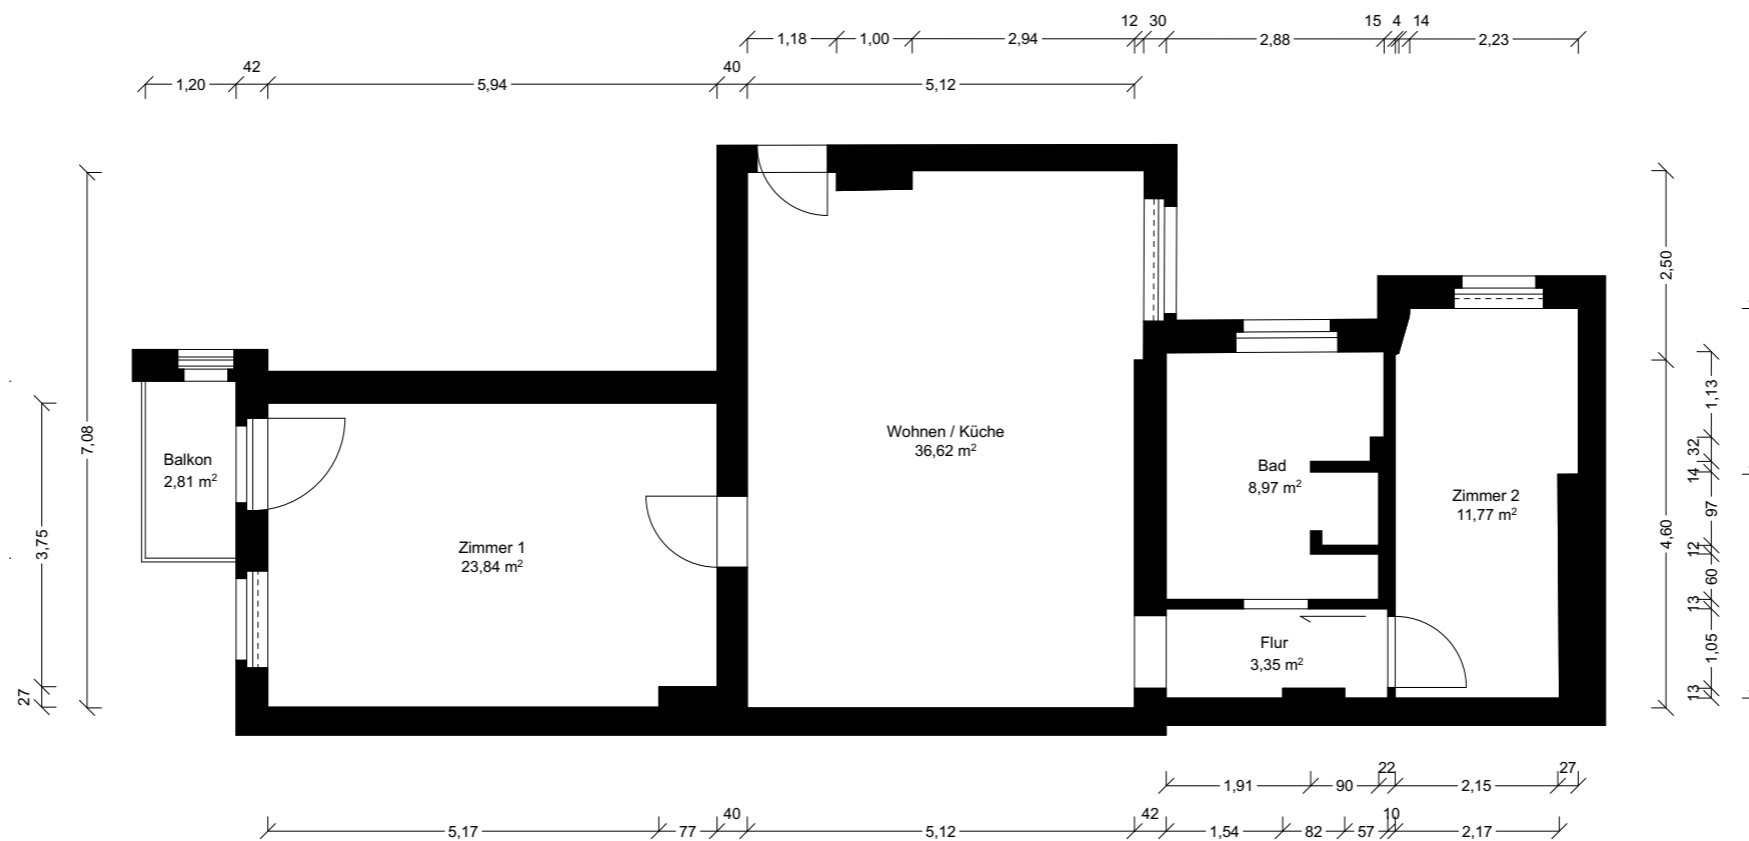 12 30 15 4 14
1,18 1,00 2,94 2,88 2,23
42 40
1,20 5,94 5,12
2,50
7,08
1,13
Wohnen / Küche
36,62 m²
32
Balkon
2,81 m²
Bad
8,97 m²
14
Zimmer 2
11,77 m²
97
3,75
4,60
Zimmer 1
23,84 m²
12
60
13
Flur
3,35 m²
1,05
27
13
22 27
1,91 90 2,15
40 42 10
5,17 77 5,12 1,54 82 57 2,17